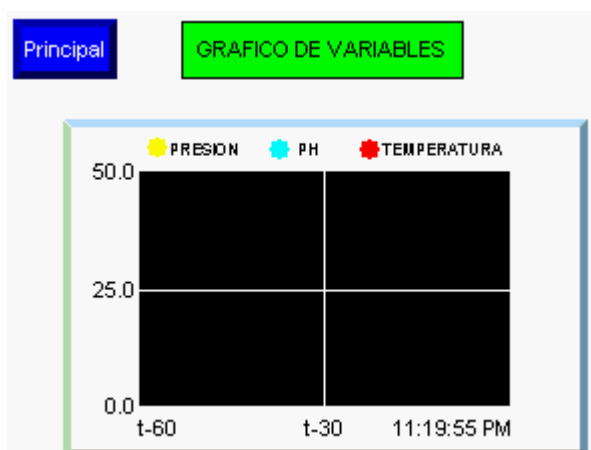 Principal
GRAFICO DE VARIABLES
PRESION PH TEMPERATURA
50.0
25.0
0.0
t-60 t-30 11:19:55 PM